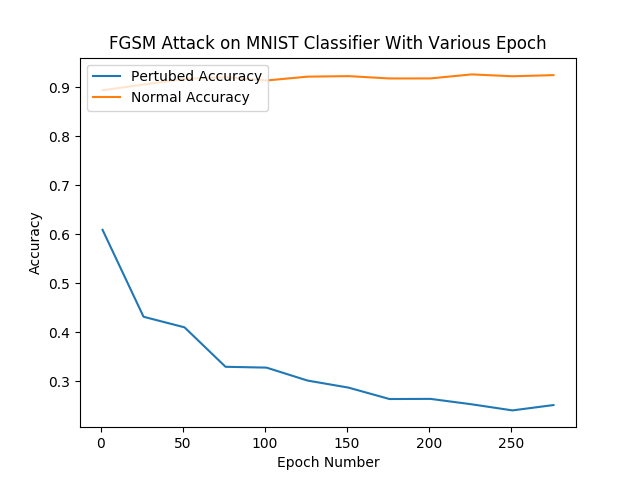 FGSM Attack on MNIST Classifier With Various Epoch
Pertubed Accuracy
Normal Accuracy
0.9
0.8
0.7
0.6
0.5
0.4
0.3
Accuracy
0 50 100 150 200 250
Epoch Number